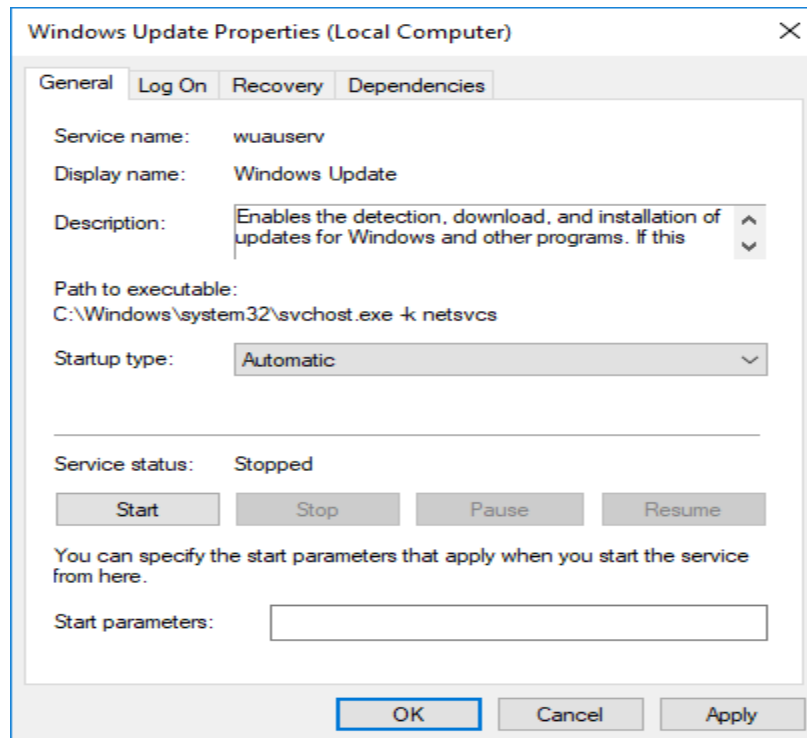 Windows Update Properties (Local Computer)
General Log On Recovery Dependencies
Service name: wuauserv
Display name: Windows Update
Description: Enables the detection, download, and installation of
updates for Windows and other programs. If this
Path to executable:
C:\Windows\system32\svchost.exe -k netsvcs
Startup type: Automatic
Service status: Stopped
Start Stop Pause Resume
You can specify the start parameters that apply when you start the service
from here.
Start parameters:
OK Cancel Apply